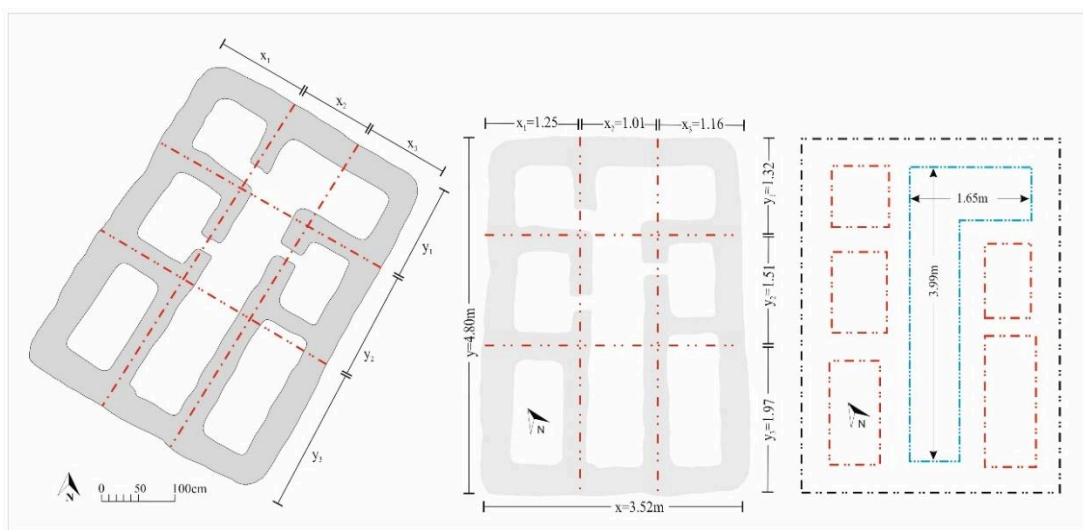 x₁
x₂
x₃
y₁
y₂
y₃
N
0 50 100cm
x₁=1.25
x₂=1.01
x₃=1.16
y₁=1.32
y₂=1.51
y₃=1.97
y=4.80m
x=3.52m
N
1.65m
3.99m
N